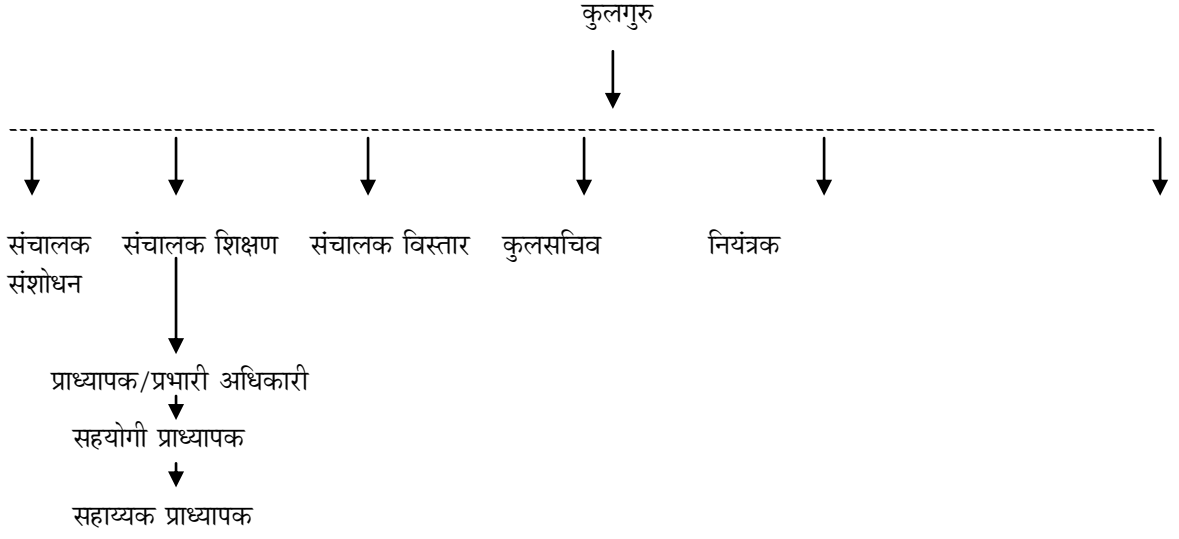 कुलगुरु
संचालक संशोधन
संचालक शिक्षण
संचालक विस्तार
कुलसचिव
नियंत्रक
प्राध्यापक/प्रभारी अधिकारी
सहयोगी प्राध्यापक
सहाय्यक प्राध्यापक